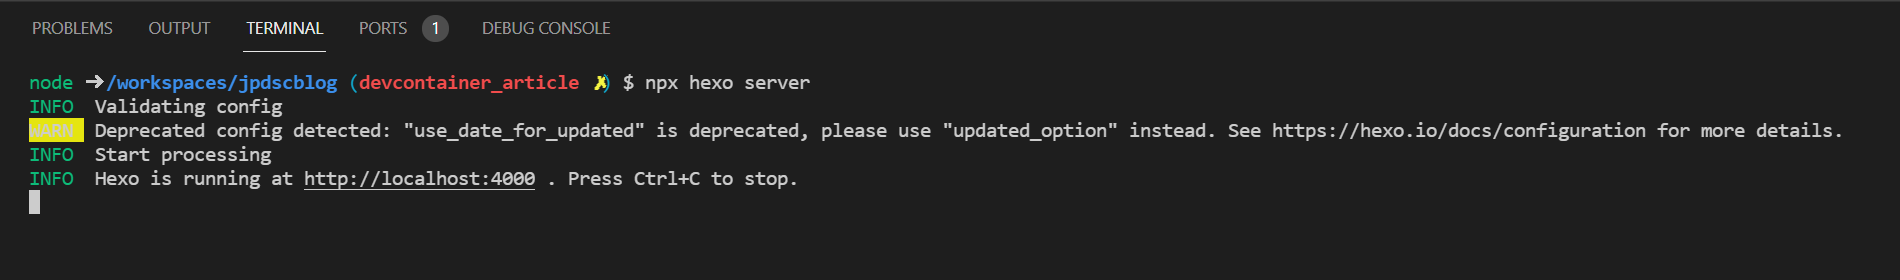 PROBLEMS OUTPUT TERMINAL PORTS 1 DEBUG CONSOLE
node ➜/workspaces/jpdscblog (devcontainer_article ✗) $ npx hexo server
INFO Validating config
WARN Deprecated config detected: "use_date_for_updated" is deprecated, please use "updated_option" instead. See https://hexo.io/docs/configuration for more details.
INFO Start processing
INFO Hexo is running at http://localhost:4000 . Press Ctrl+C to stop.